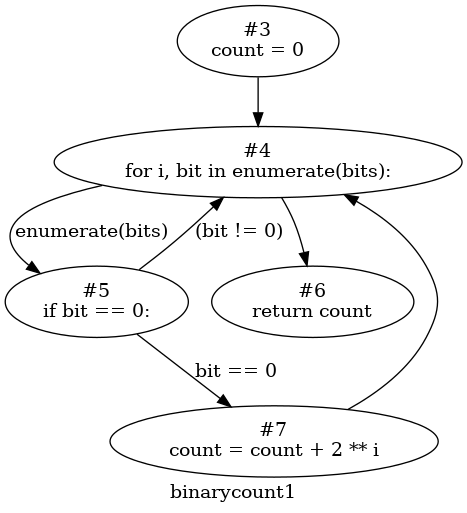 #3
count = 0
#4
for i, bit in enumerate(bits):
enumerate(bits)
(bit != 0)
#5
if bit == 0:
#6
return count
bit == 0
#7
count = count + 2 ** i
binarycount1